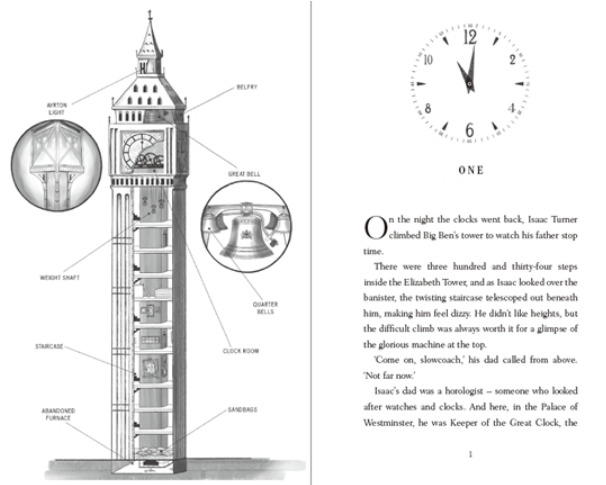 AYRTON
LIGHT
BELFRY
GREAT BELL
WEIGHT SHAFT
QUARTER
BELLS
STAIRCASE
CLOCK ROOM
ABANDONED
FURNACE
SANDBAGS
12
10
2
8
4
6
ONE
On the night the clocks went back, Isaac Turner
climbed Big Ben's tower to watch his father stop
time.
There were three hundred and thirty-four steps
inside the Elizabeth Tower, and as Isaac looked over the
banister, the twisting staircase telescoped out beneath
him, making him feel dizzy. He didn't like heights, but
the difficult climb was always worth it for a glimpse of
the glorious machine at the top.
'Come on, slowcoach,' his dad called from above.
'Not far now.'
Isaac's dad was a horologist – someone who looked
after watches and clocks. And here, in the Palace of
Westminster, he was Keeper of the Great Clock, the
1